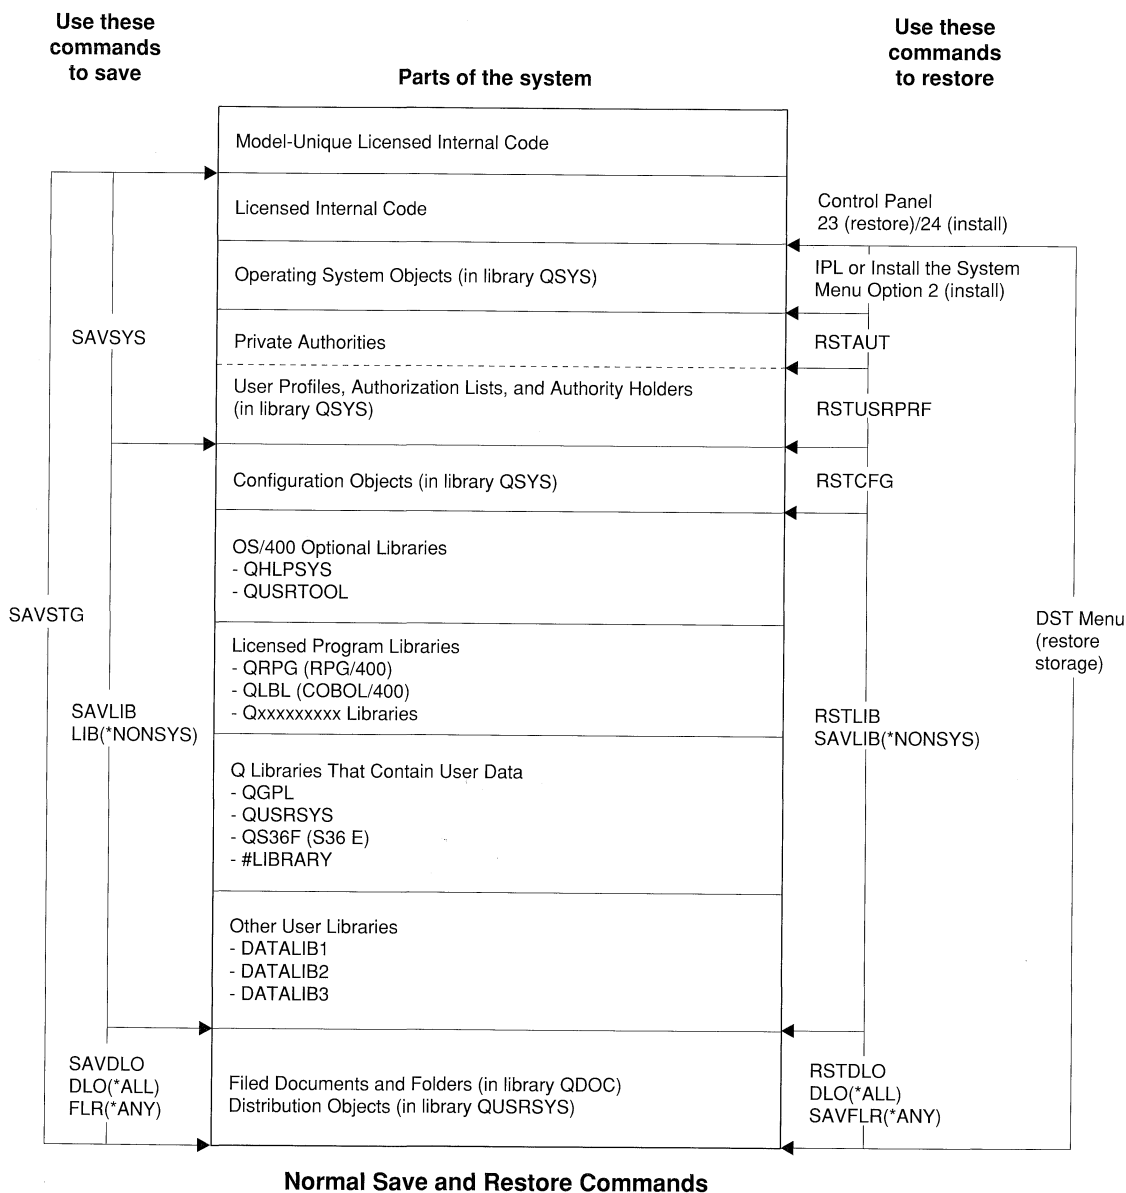 Use these
commands
to save
Parts of the system
Use these
commands
to restore
Model-Unique Licensed Internal Code
Licensed Internal Code
Control Panel
23 (restore)/24 (install)
Operating System Objects (in library QSYS)
IPL or Install the System
Menu Option 2 (install)
SAVSYS
Private Authorities
RSTAUT
User Profiles, Authorization Lists, and Authority Holders
(in library QSYS)
RSTUSRPRF
Configuration Objects (in library QSYS)
RSTCFG
OS/400 Optional Libraries
- QHLPSYS
- QUSRTOOL
SAVSTG
DST Menu
(restore
storage)
Licensed Program Libraries
- QRPG (RPG/400)
- QLBL (COBOL/400)
- Qxxxxxxxxx Libraries
SAVLIB
LIB(*NONSYS)
RSTLIB
SAVLIB(*NONSYS)
Q Libraries That Contain User Data
- QGPL
- QUSRSYS
- QS36F (S36 E)
- #LIBRARY
Other User Libraries
- DATALIB1
- DATALIB2
- DATALIB3
SAVDLO
DLO(*ALL)
FLR(*ANY)
Filed Documents and Folders (in library QDOC)
Distribution Objects (in library QUSRSYS)
RSTDLO
DLO(*ALL)
SAVFLR(*ANY)
Normal Save and Restore Commands